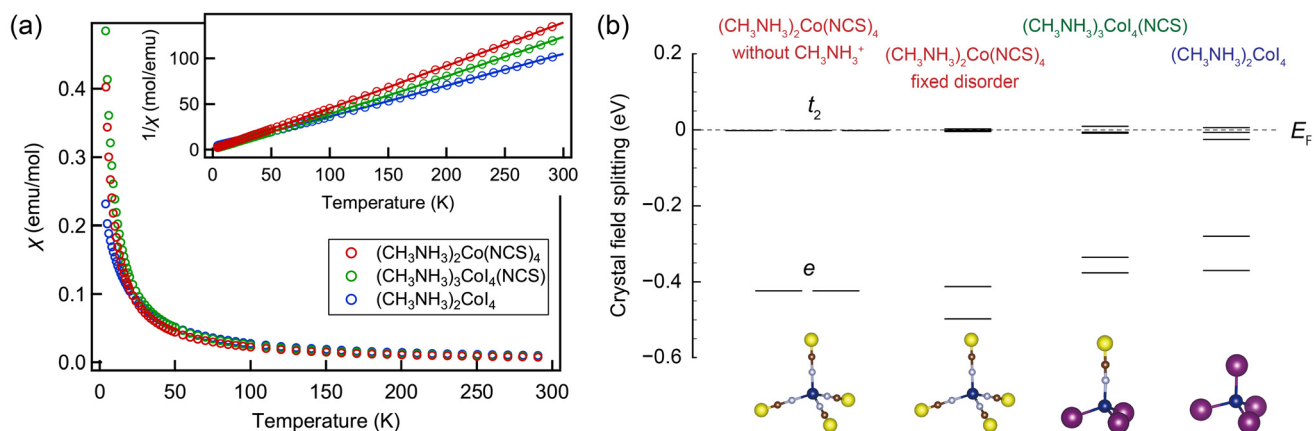 (a)
χ (emu/mol)
0.4
0.3
0.2
0.1
0.0
0
50
100
150
200
250
300
Temperature (K)
1/χ (mol/emu)
100
50
0
0
50
100
150
200
250
300
Temperature (K)
(CH3NH3)2Co(NCS)4
(CH3NH3)3CoI4(NCS)
(CH3NH3)2CoI4
(b)
Crystal field splitting (eV)
0.2
0
−0.2
−0.4
−0.6
(CH3NH3)2Co(NCS)4
without CH3NH3+
(CH3NH3)2Co(NCS)4
fixed disorder
(CH3NH3)3CoI4(NCS)
(CH3NH3)2CoI4
t2
EF
e